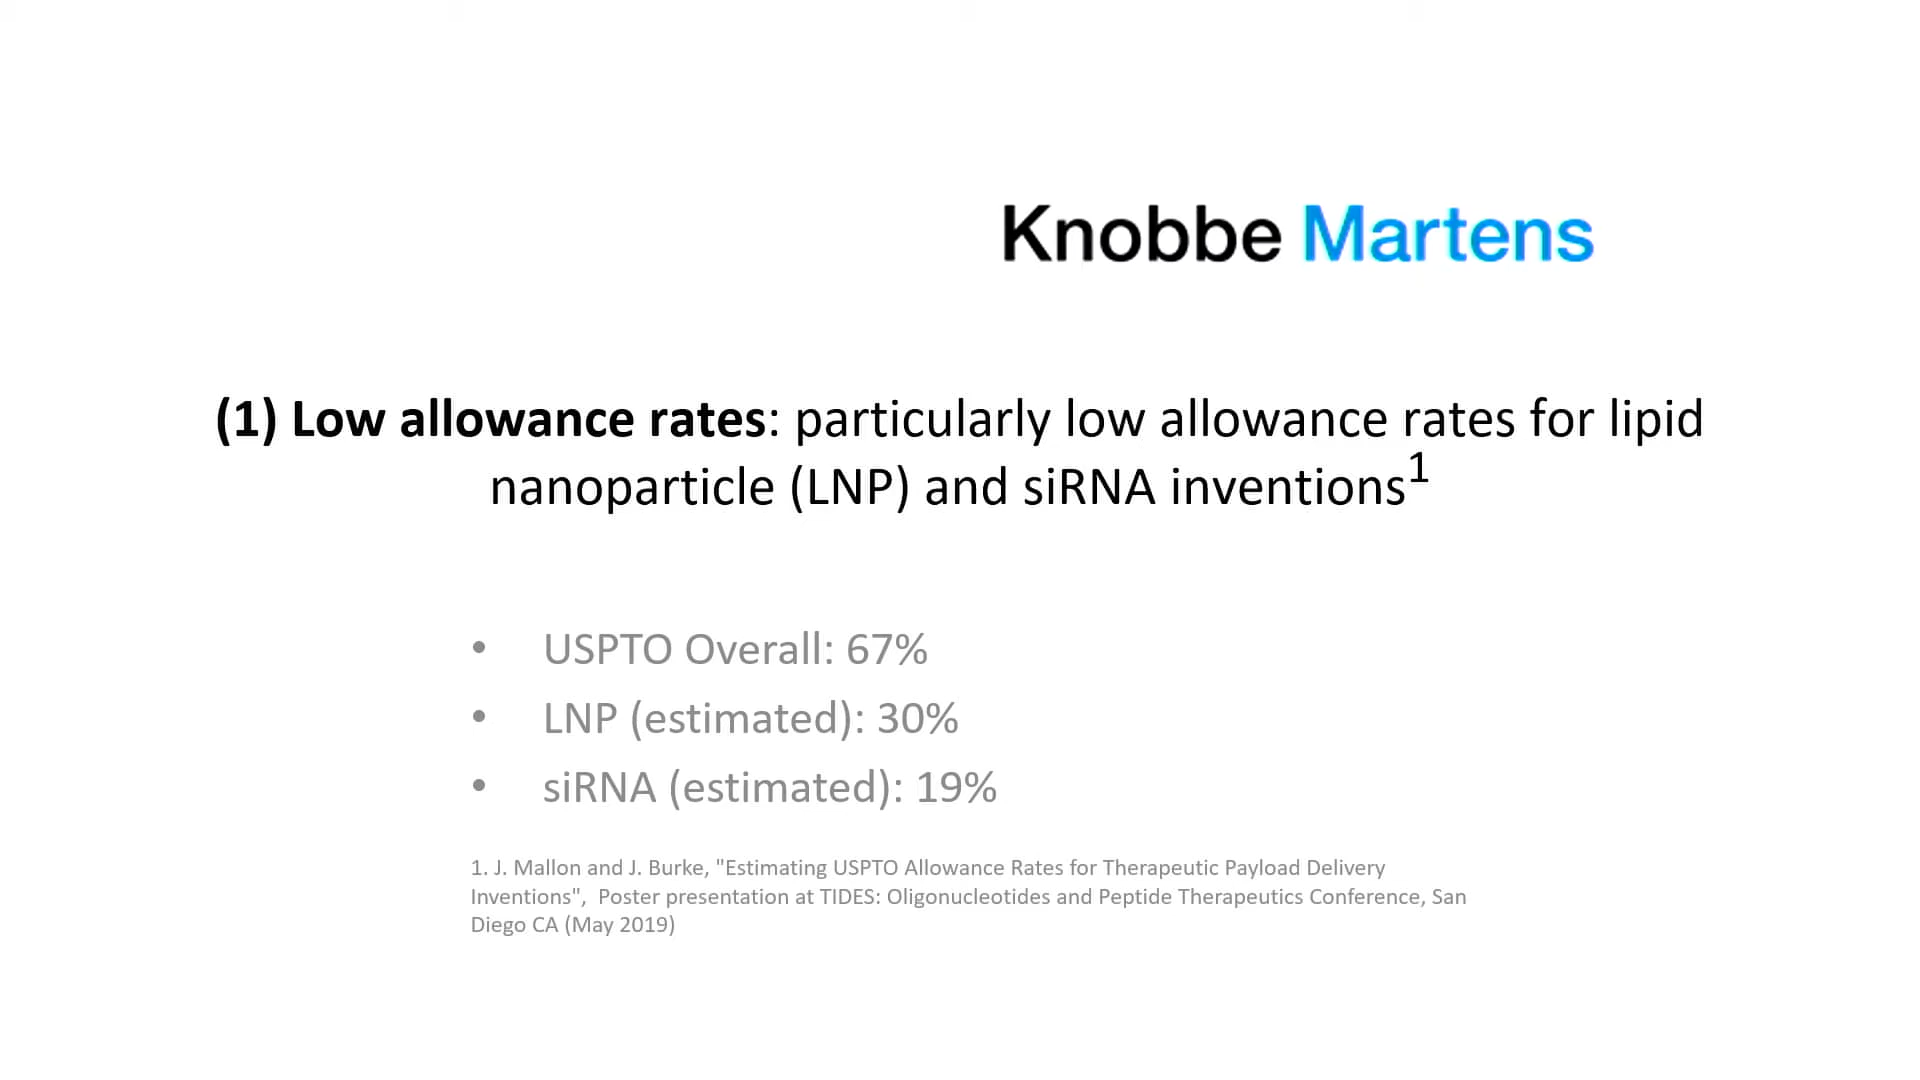 Knobbe Martens
(1) Low allowance rates: particularly low allowance rates for lipid
nanoparticle (LNP) and siRNA inventions1
• USPTO Overall: 67%
• LNP (estimated): 30%
• siRNA (estimated): 19%
1. J. Mallon and J. Burke, "Estimating USPTO Allowance Rates for Therapeutic Payload Delivery
Inventions", Poster presentation at TIDES: Oligonucleotides and Peptide Therapeutics Conference, San
Diego CA (May 2019)